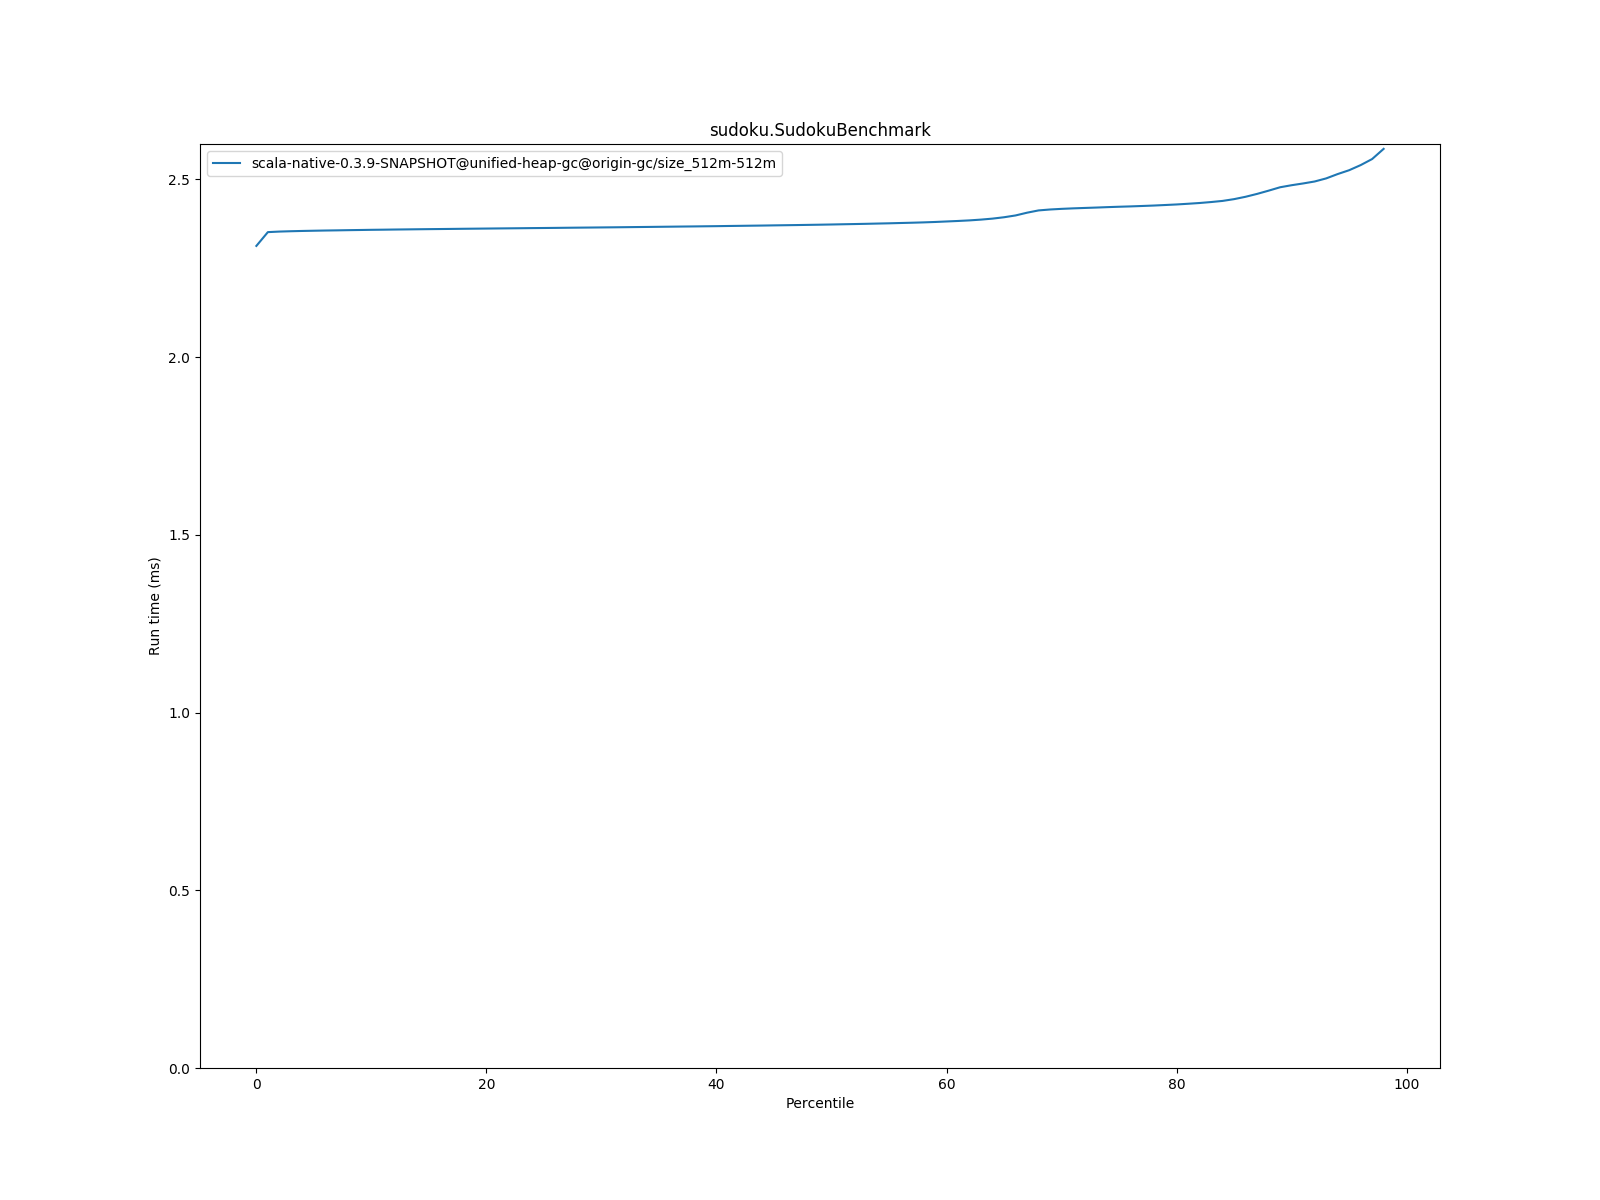 sudoku.SudokuBenchmark
scala-native-0.3.9-SNAPSHOT@unified-heap-gc@origin-gc/size_512m-512m
2.5
2.0
1.5
1.0
0.5
0.0
Run time (ms)
0 20 40 60 80 100
Percentile